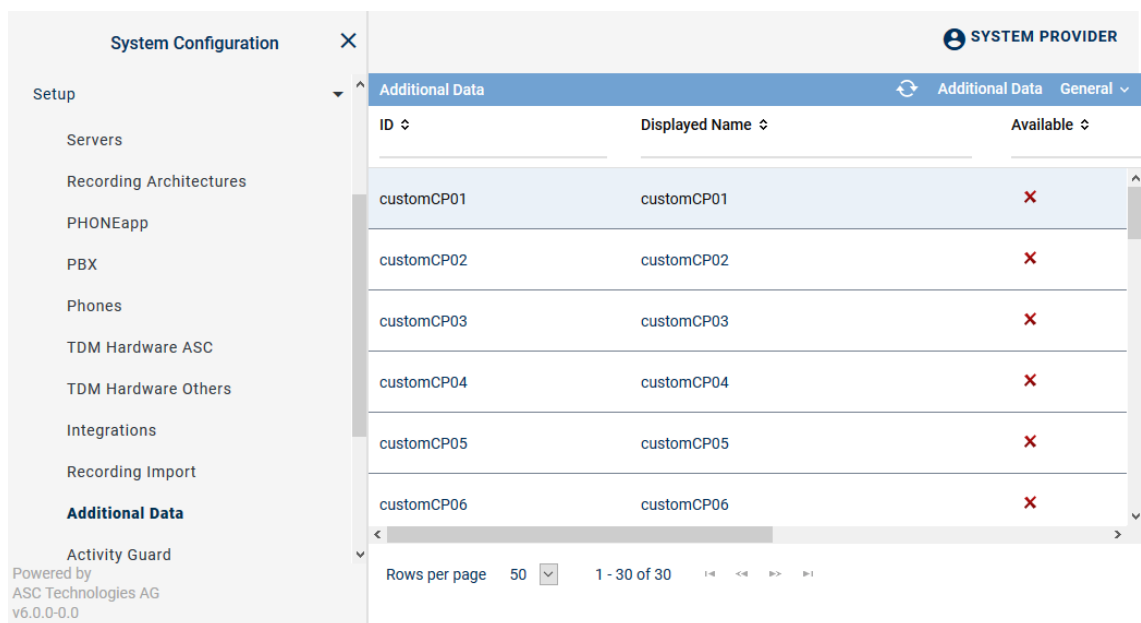 System Configuration
SYSTEM PROVIDER
Setup
Servers
Recording Architectures
PHONEapp
PBX
Phones
TDM Hardware ASC
TDM Hardware Others
Integrations
Recording Import
Additional Data
Activity Guard
Powered by
ASC Technologies AG
v6.0.0-0.0
Additional Data Additional Data General
ID Displayed Name Available
customCP01 customCP01
customCP02 customCP02
customCP03 customCP03
customCP04 customCP04
customCP05 customCP05
customCP06 customCP06
Rows per page 50 1 - 30 of 30